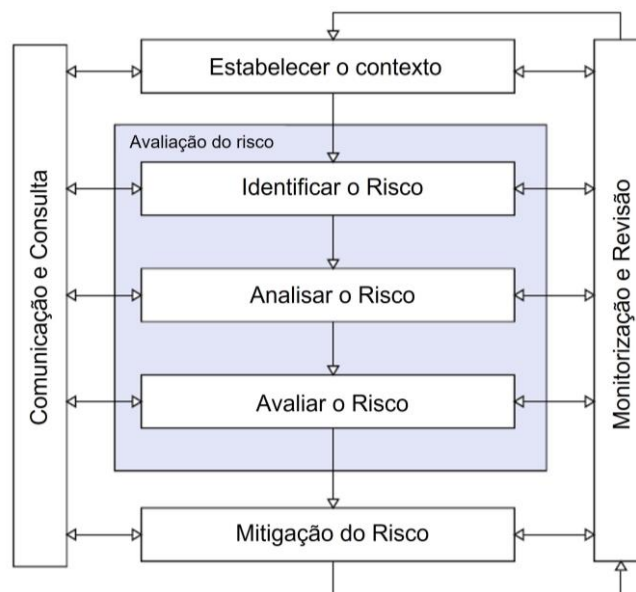 Estabelecer o contexto
Avaliação do risco
Identificar o Risco
Analisar o Risco
Avaliar o Risco
Mitigação do Risco
Comunicação e Consulta
Monitorização e Revisão